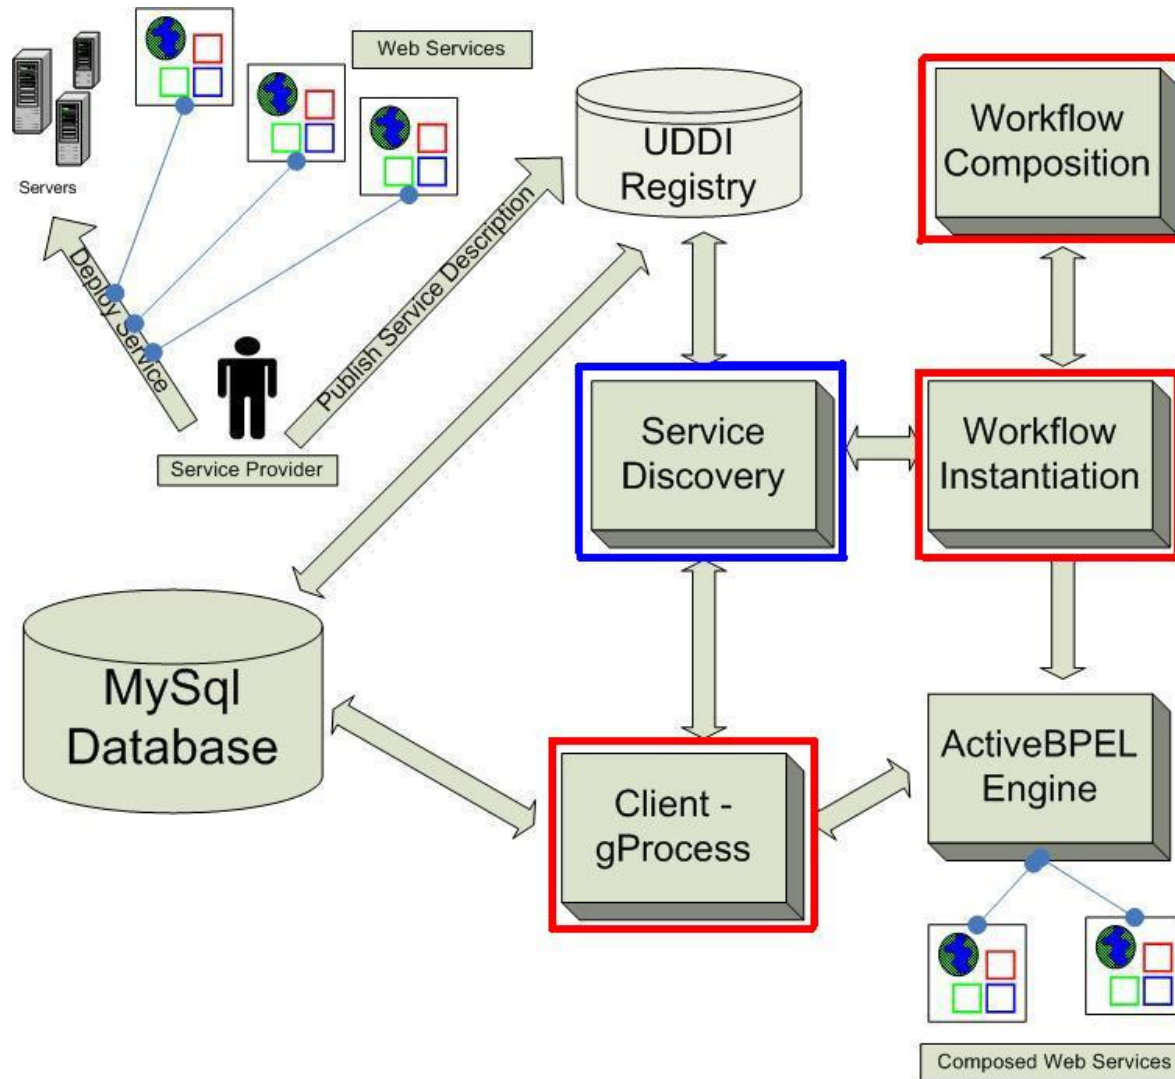 Web Services
Servers
UDDI
Registry
Workflow
Composition
Deploy Service
Publish Service Description
Service Provider
Service
Discovery
Workflow
Instantiation
MySql
Database
Client -
gProcess
ActiveBPEL
Engine
Composed Web Services